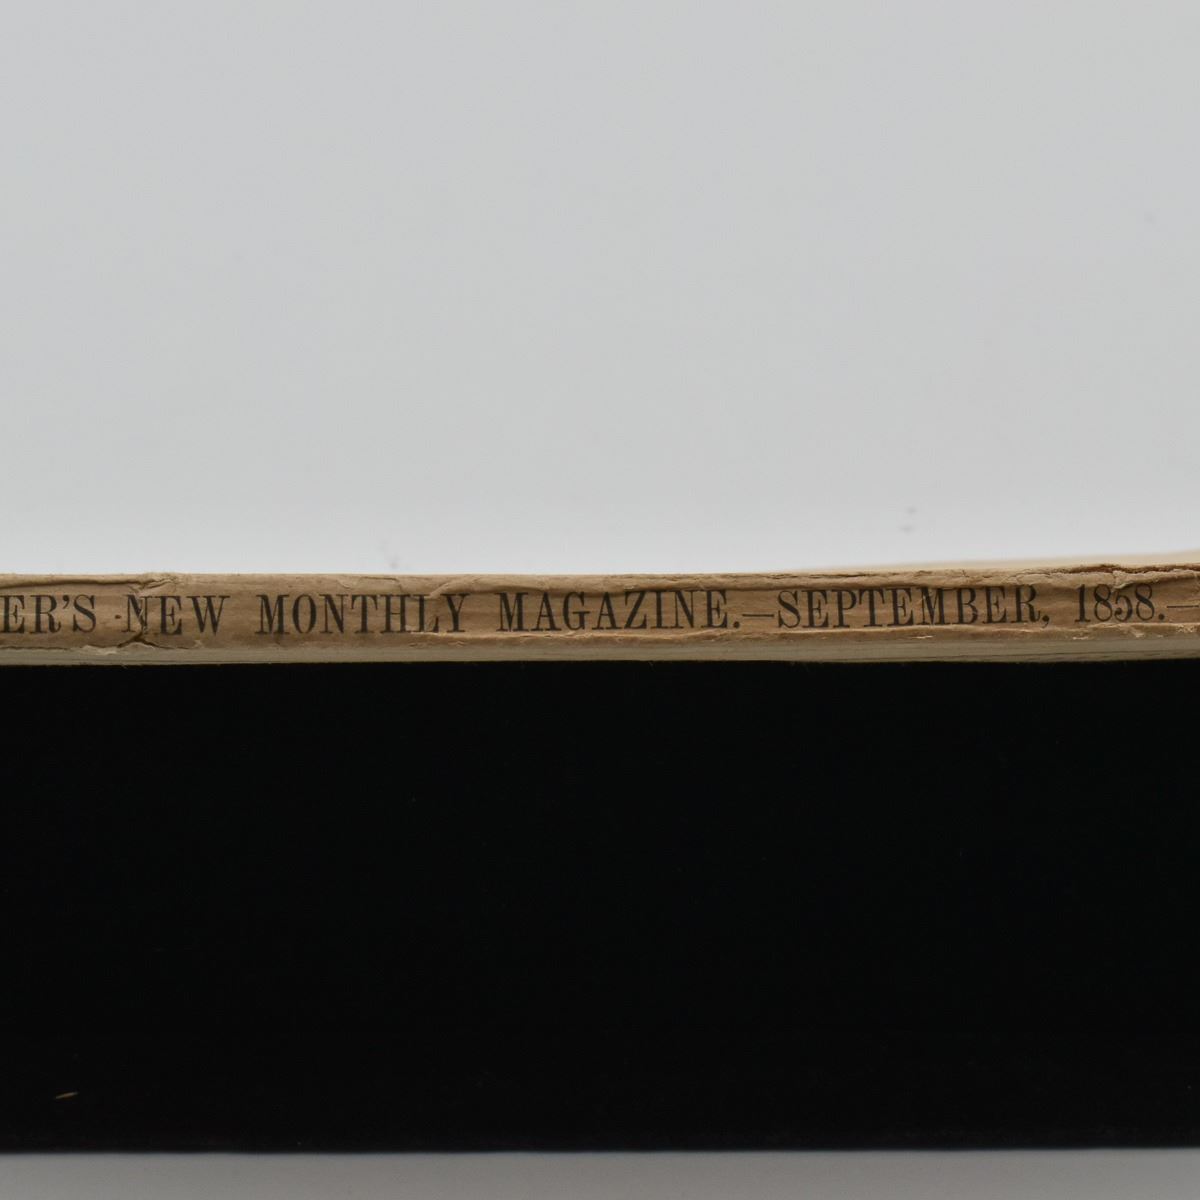 ER'S NEW MONTHLY MAGAZINE.—SEPTEMBER, 1858.—